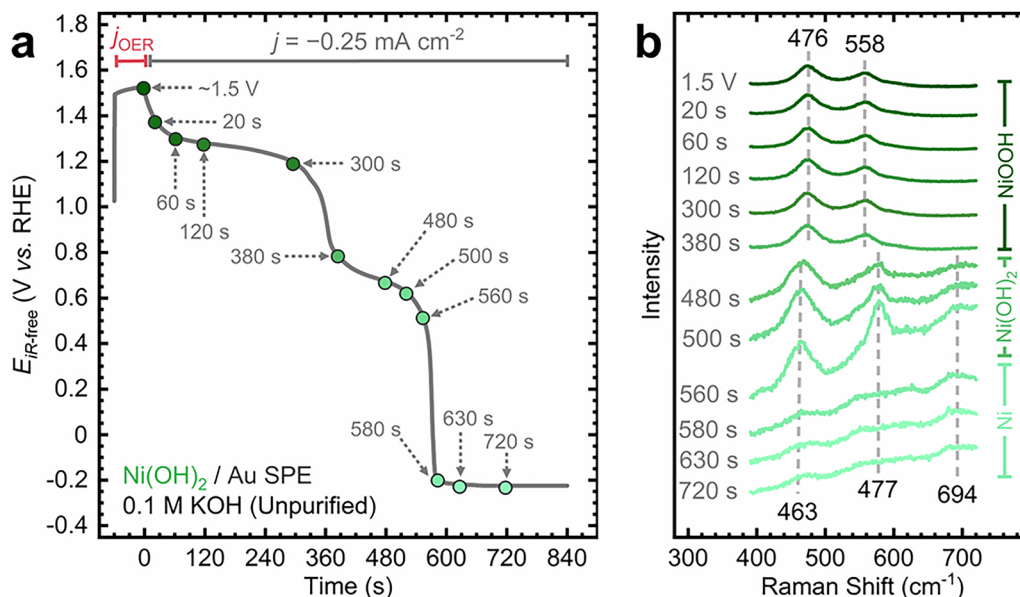 a
jOER
j = −0.25 mA cm-2
1.8
1.6
1.4
1.2
1.0
0.8
0.6
0.4
0.2
0
-0.2
-0.4
EiR-free (V vs. RHE)
~1.5 V
20 s
60 s
120 s
300 s
380 s
480 s
500 s
560 s
580 s
630 s
720 s
Ni(OH)2 / Au SPE
0.1 M KOH (Unpurified)
0 120 240 360 480 600 720 840
Time (s)
b
476 558
1.5 V
20 s
60 s
120 s
300 s
380 s
480 s
500 s
560 s
580 s
630 s
720 s
NiOOH
Ni(OH)2
Ni
463 477 694
Intensity
300 400 500 600 700
Raman Shift (cm-1)